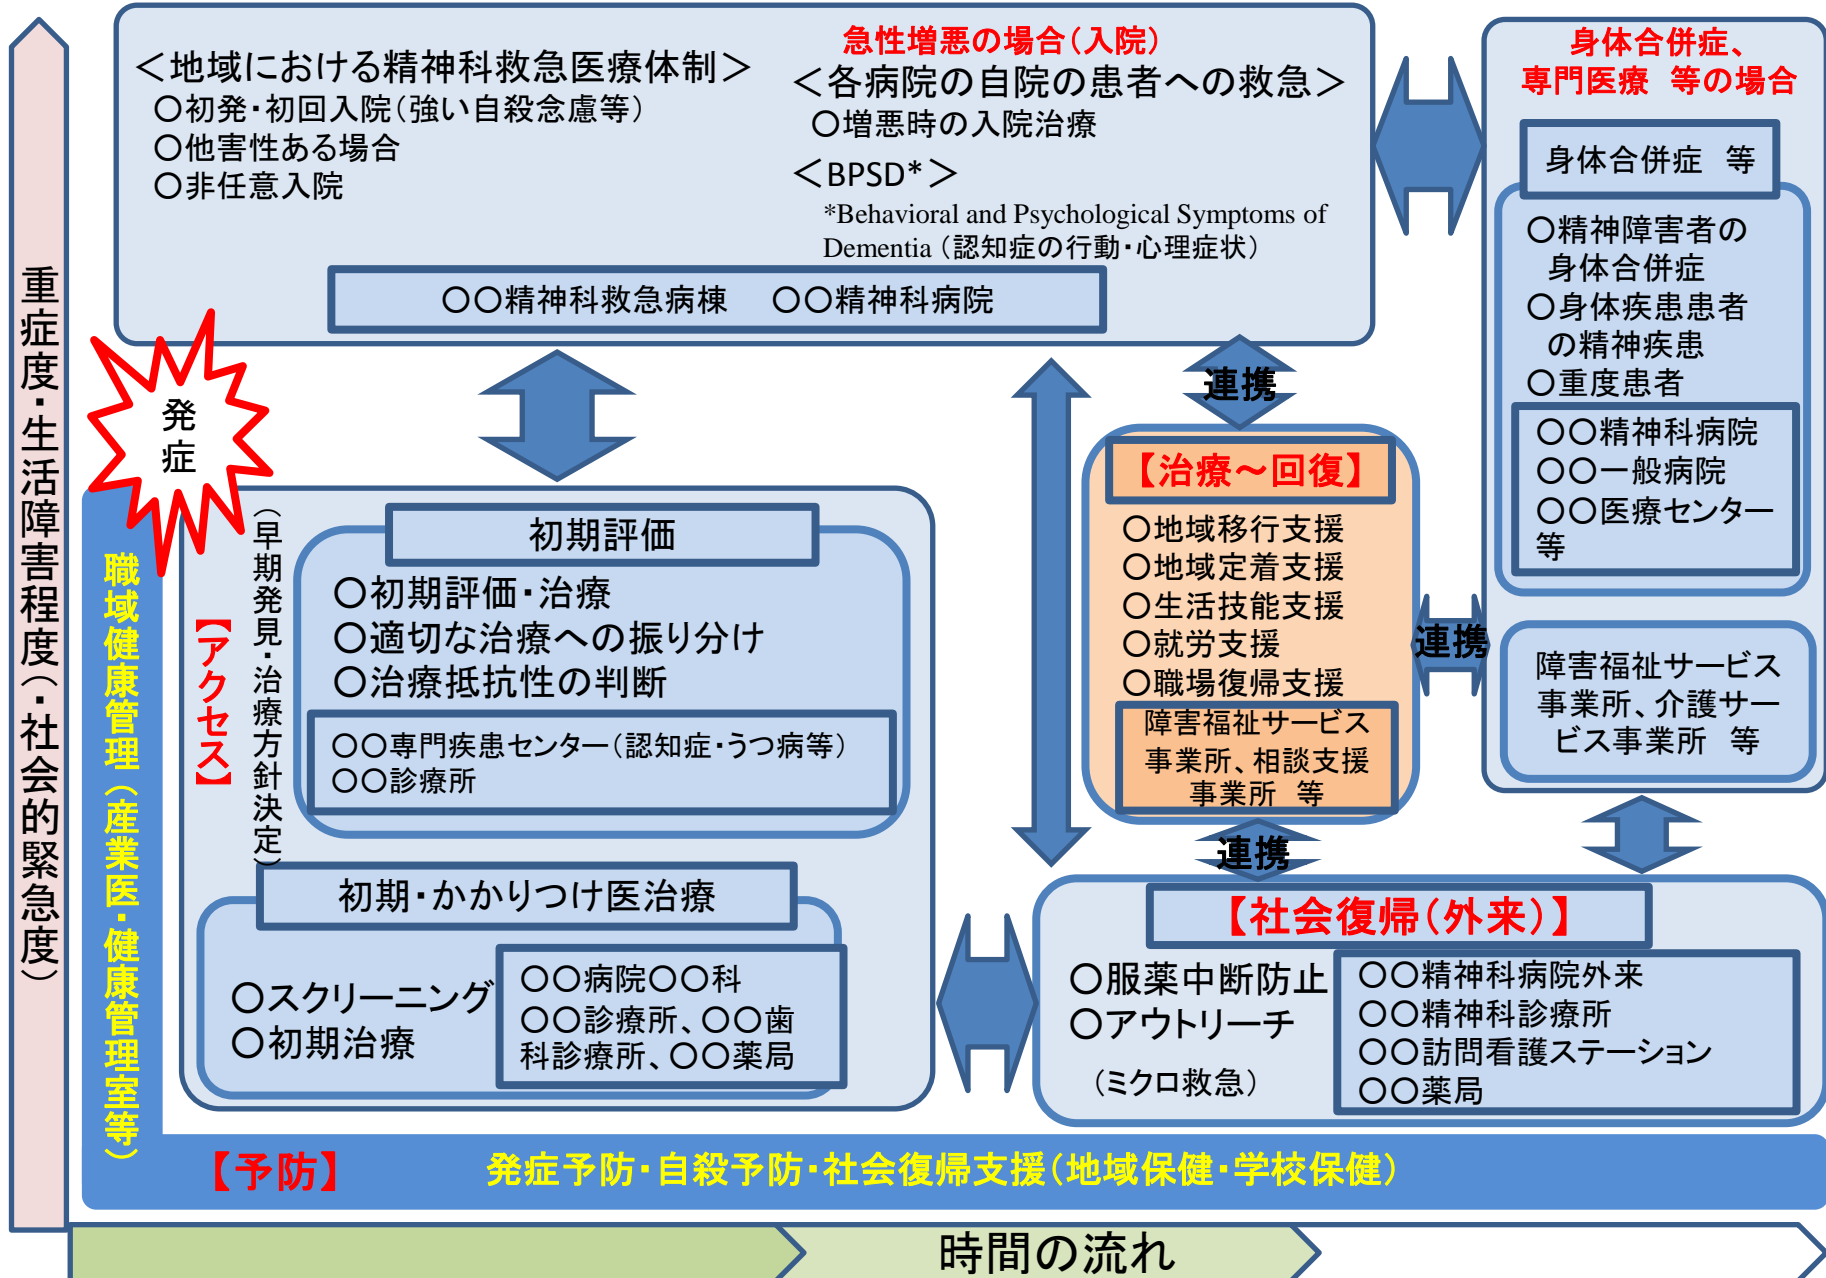 急性増悪の場合(入院)
＜地域における精神科救急医療体制＞
○初発・初回入院(強い自殺念慮等)
○他害性ある場合
○非任意入院
＜各病院の自院の患者への救急＞
○増悪時の入院治療
＜BPSD*＞
*Behavioral and Psychological Symptoms of
Dementia (認知症の行動・心理症状)
○○精神科救急病棟　○○精神科病院
身体合併症、
専門医療 等の場合
身体合併症 等
○精神障害者の
身体合併症
○身体疾患患者
の精神疾患
○重度患者
○○精神科病院
○○一般病院
○○医療センター
等
障害福祉サービス
事業所、介護サー
ビス事業所 等
重症度・生活障害程度(・社会的緊急度)
発
症
連携
【治療～回復】
○地域移行支援
○地域定着支援
○生活技能支援
○就労支援
○職場復帰支援
障害福祉サービス
事業所、相談支援
事業所 等
連携
連携
職域健康管理(産業医・健康管理室等)
【アクセス】
(早期発見・治療方針決定)
初期評価
○初期評価・治療
○適切な治療への振り分け
○治療抵抗性の判断
○○専門疾患センター(認知症・うつ病等)
○○診療所
初期・かかりつけ医治療
○スクリーニング
○初期治療
○○病院○○科
○○診療所、○○歯
科診療所、○○薬局
【社会復帰(外来)】
○服薬中断防止
○アウトリーチ
(ミクロ救急)
○○精神科病院外来
○○精神科診療所
○○訪問看護ステーション
○○薬局
【予防】
発症予防・自殺予防・社会復帰支援(地域保健・学校保健)
時間の流れ